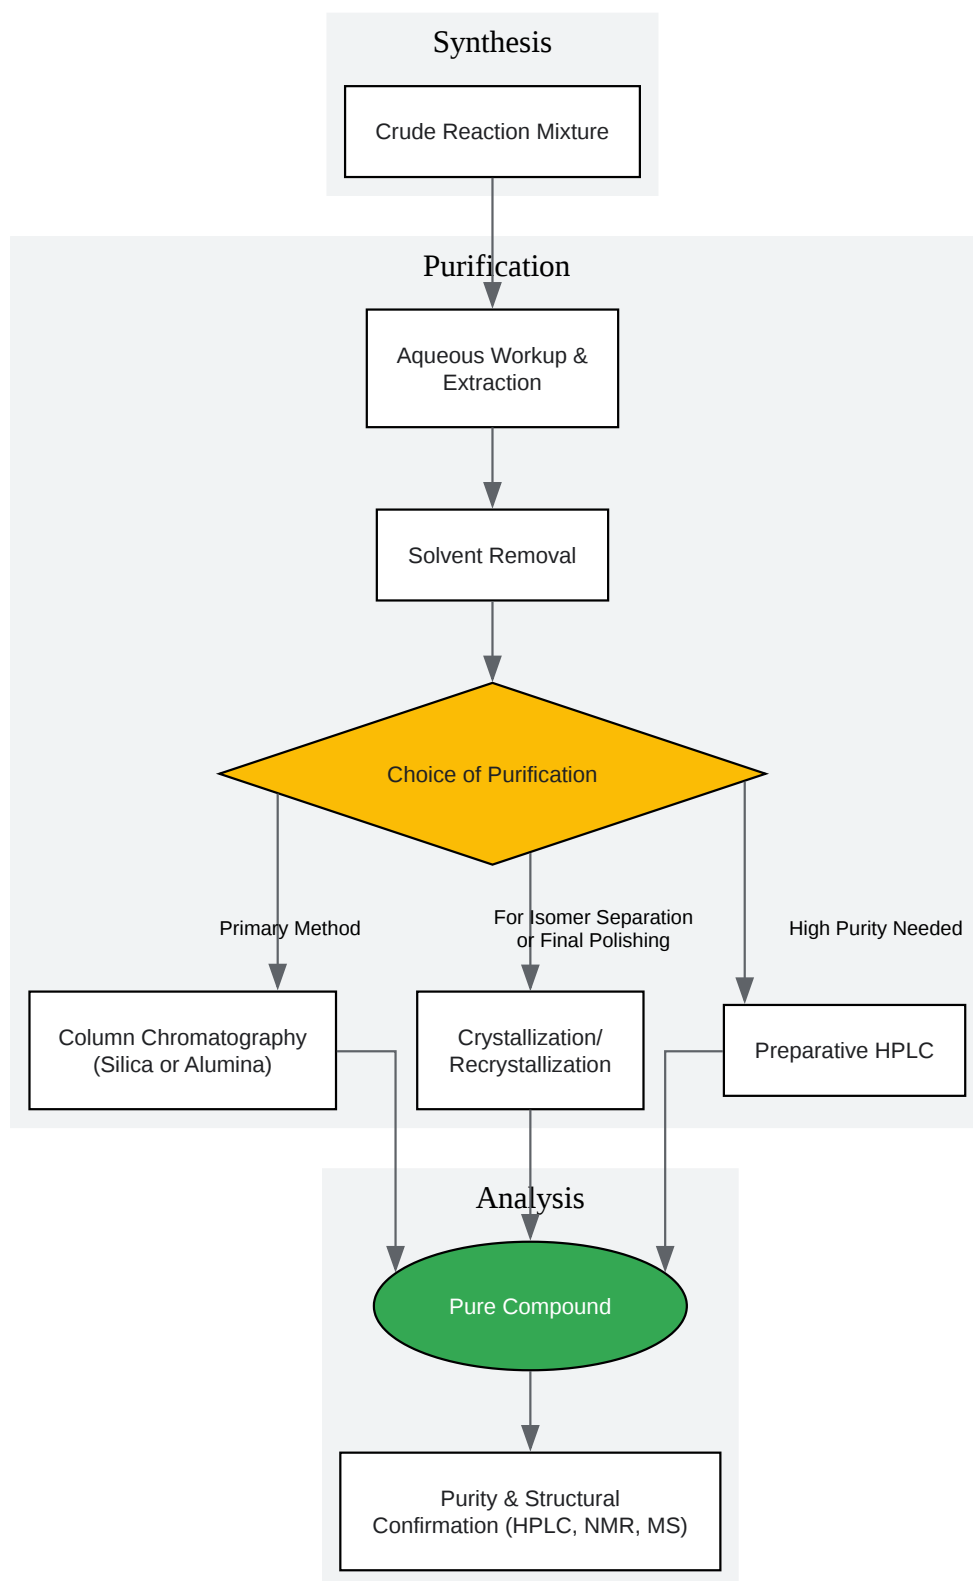 Synthesis
Crude Reaction Mixture
Purification
Aqueous Workup &
Extraction
Solvent Removal
Choice of Purification
Primary Method
For Isomer Separation
or Final Polishing
High Purity Needed
Column Chromatography
(Silica or Alumina)
Crystallization/
Recrystallization
Preparative HPLC
Analysis
Pure Compound
Purity & Structural
Confirmation (HPLC, NMR, MS)